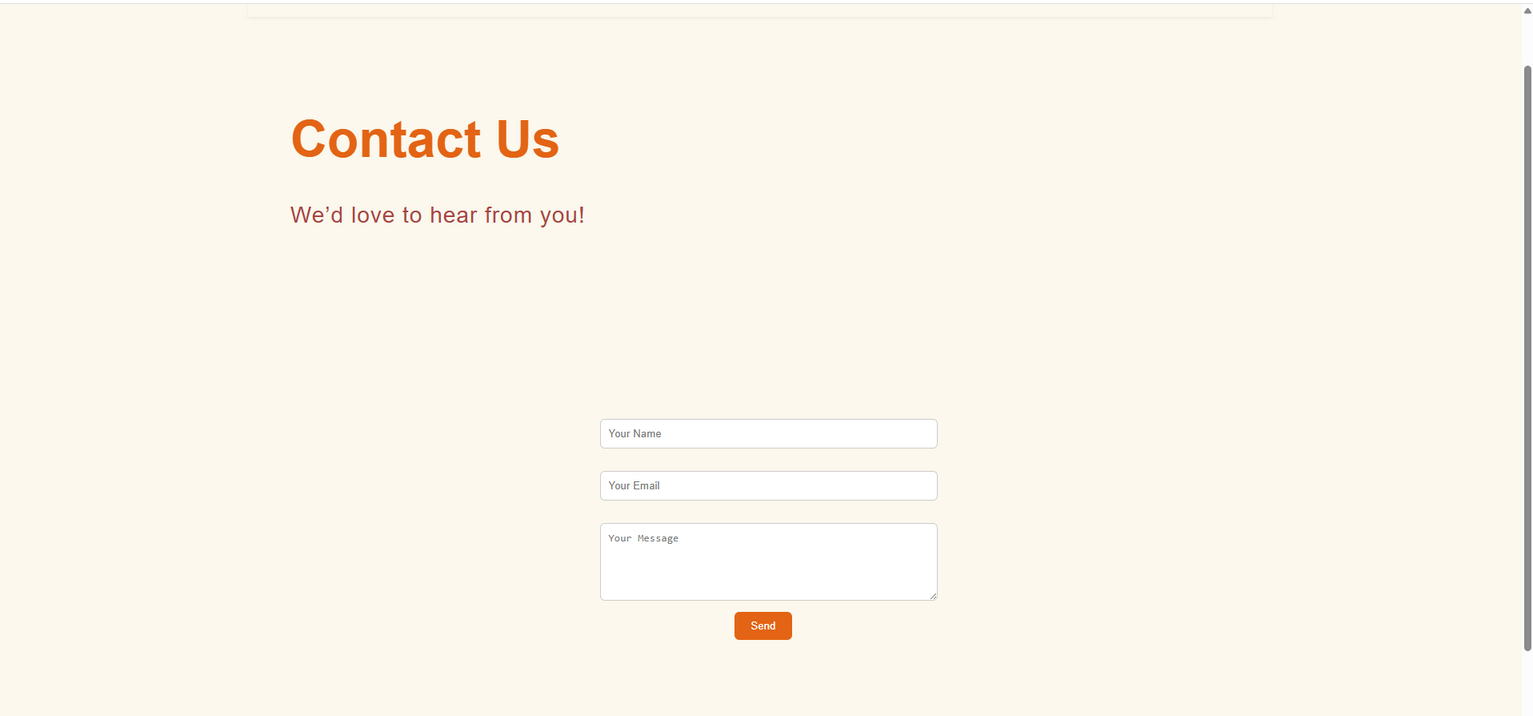 Contact Us
We’d love to hear from you!
Your Name
Your Email
Your Message
Send